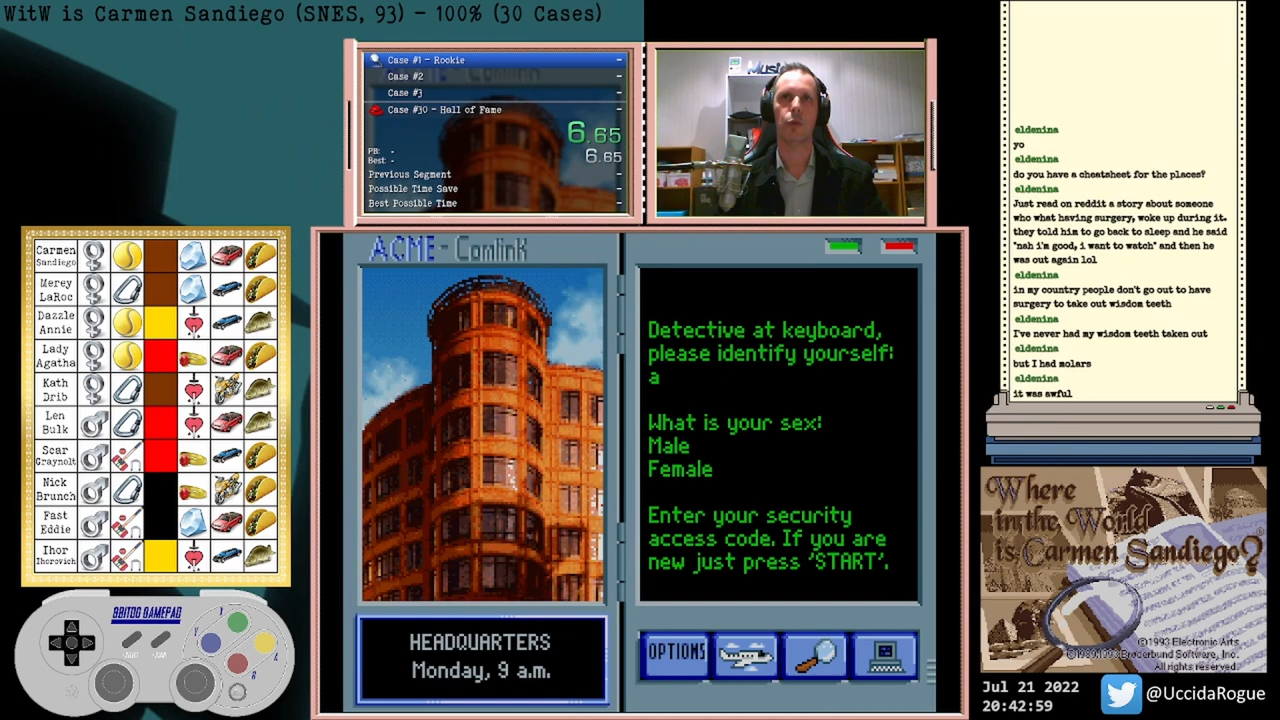 WitW is Carmen Sandiego (SNES, 93) - 100% (30 Cases)
Case #1 - Rookie -
Case #2 -
Case #3 -
Case #30 - Hall of Fame -
6.65
6.65
PB: -
Best: -
Previous Segment -
Possible Time Save -
Best Possible Time -
Music
eldenina
yo
eldenina
do you have a cheatsheet for the places?
eldenina
Just read on reddit a story about someone
who what having surgery, woke up during it.
they told him to go back to sleep and he said
"nah i'm good, i want to watch" and then he
was out again lol
eldenina
in my country people don't go out to have
surgery to take out wisdom teeth
eldenina
I've never had my wisdom teeth taken out
eldenina
but I had molars
eldenina
it was awful
Carmen
Sandiego
Merey
LaRoc
Dazzle
Annie
Lady
Agatha
Kath
Drib
Len
Bulk
Scar
Graynolt
Nick
Brunch
Fast
Eddie
Ihor
Ihorovich
ACME - Comlink
Detective at keyboard,
please identify yourself:
a
What is your sex:
Male
Female
Enter your security
access code. If you are
new just press 'START'.
HEADQUARTERS
Monday, 9 a.m.
OPTIONS
8BITDO GAMEPAD
Where
in the World
is Carmen Sandiego?
©1993 Electronic Arts
Brøderbund Software, Inc.
All rights reserved.
Jul 21 2022
20:42:59
@UccidaRogue